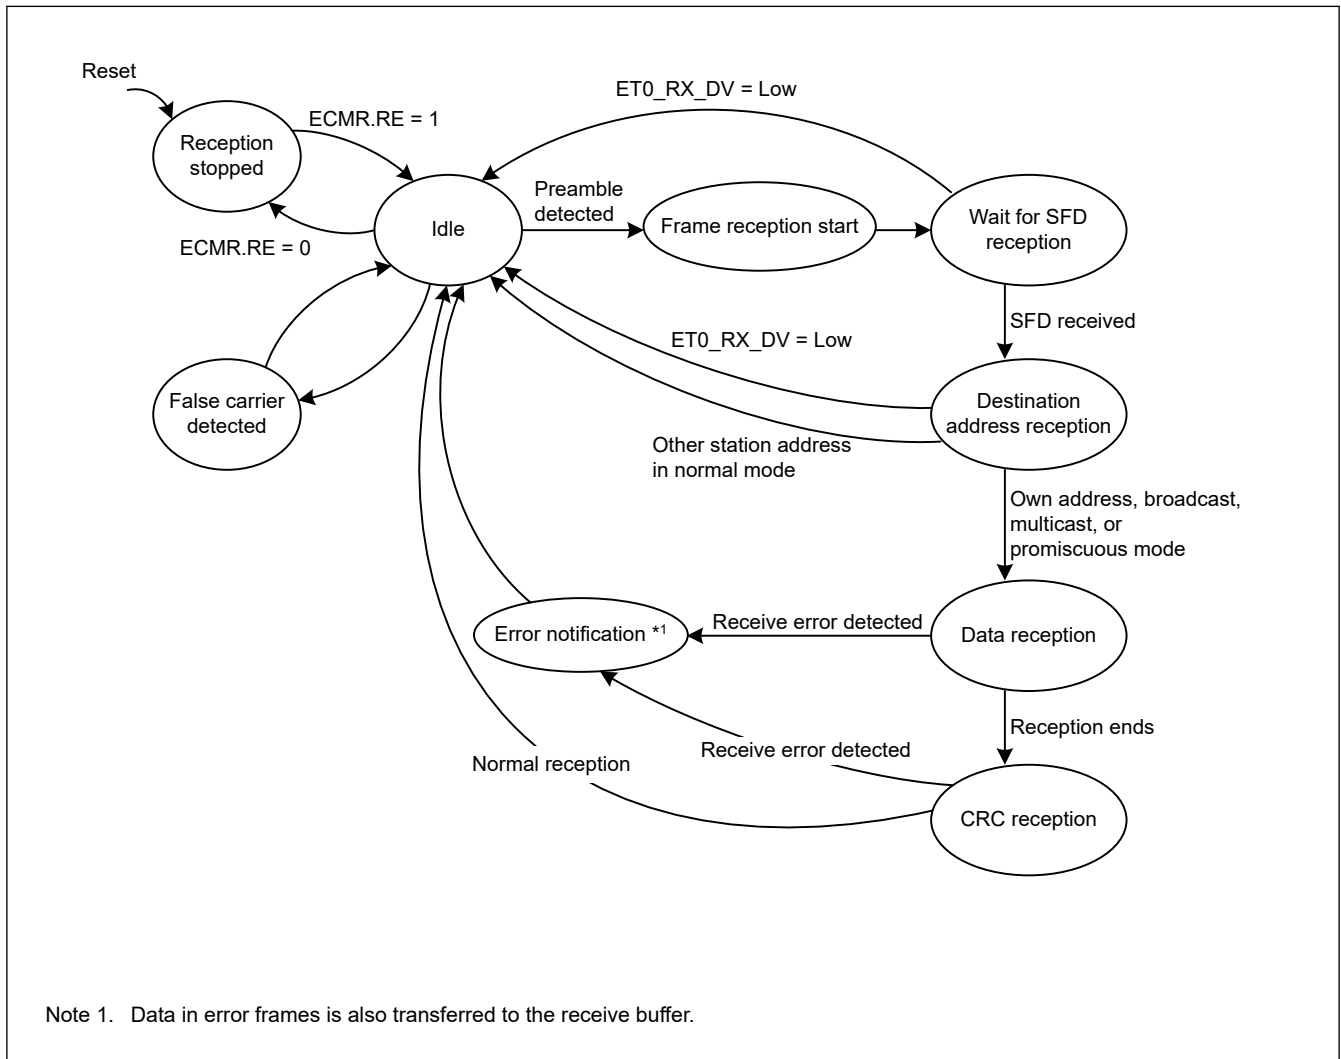 Reset
ET0_RX_DV = Low
ECMR.RE = 1
Reception
stopped
Preamble
detected
Idle
Frame reception start
Wait for SFD
reception
ECMR.RE = 0
SFD received
ET0_RX_DV = Low
False carrier
detected
Destination
address reception
Other station address
in normal mode
Own address, broadcast,
multicast, or
promiscuous mode
Error notification *1
Receive error detected
Data reception
Reception ends
Receive error detected
Normal reception
CRC reception
Note 1. Data in error frames is also transferred to the receive buffer.